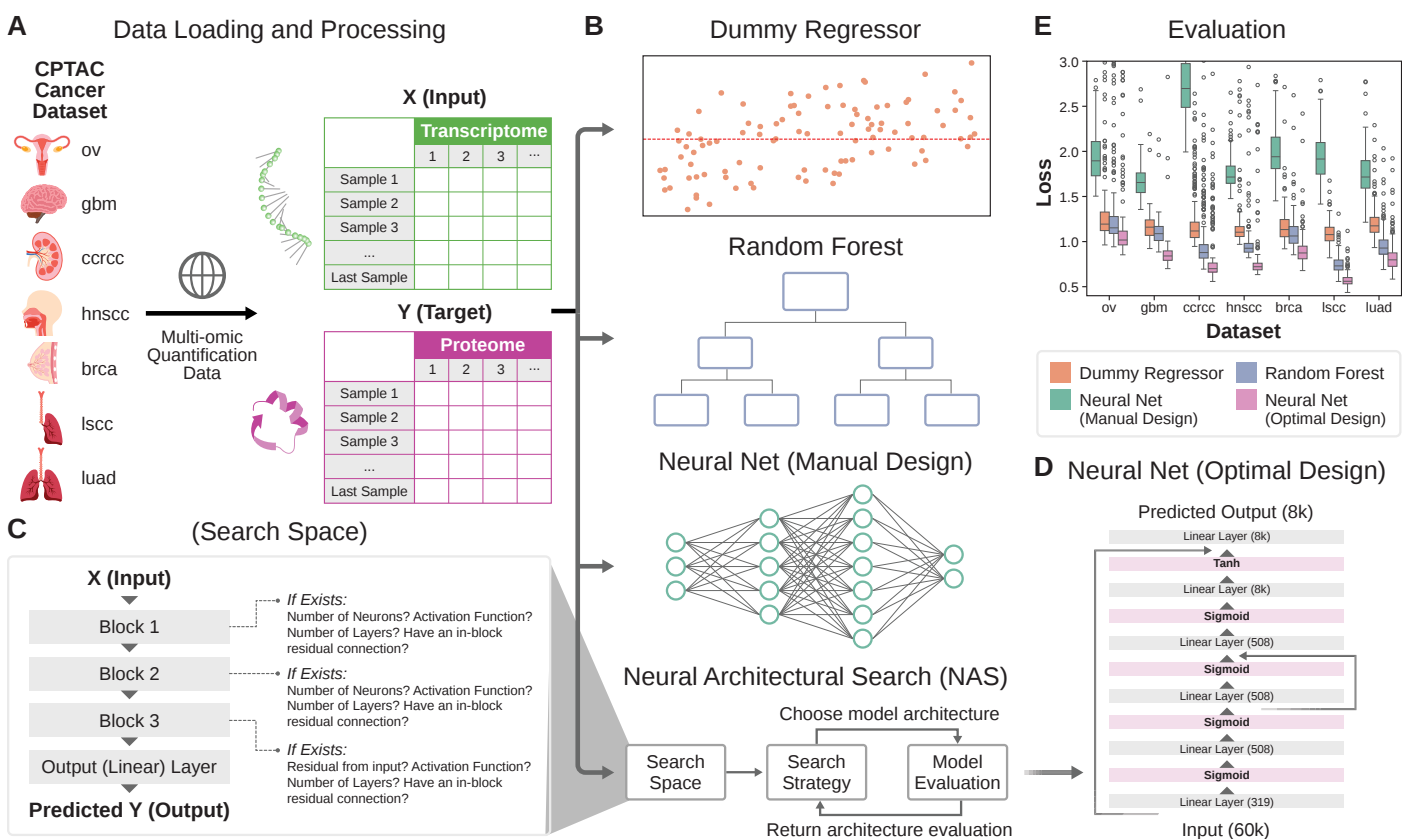 A
Data Loading and Processing
CPTAC
Cancer
Dataset
ov
gbm
ccrcc
hnscc
brca
lscc
luad
Multi-omic
Quantification
Data
X (Input)
Transcriptome
1 2 3 ...
Sample 1
Sample 2
Sample 3
...
Last Sample
Y (Target)
Proteome
1 2 3 ...
Sample 1
Sample 2
Sample 3
...
Last Sample
B
Dummy Regressor
Random Forest
Neural Net (Manual Design)
Neural Architectural Search (NAS)
Choose model architecture
Search
Space
Search
Strategy
Model
Evaluation
Return architecture evaluation
C
(Search Space)
X (Input)
Block 1
Block 2
Block 3
Output (Linear) Layer
Predicted Y (Output)
If Exists:
Number of Neurons? Activation Function?
Number of Layers? Have an in-block
residual connection?
If Exists:
Number of Neurons? Activation Function?
Number of Layers? Have an in-block
residual connection?
If Exists:
Residual from input? Activation Function?
Number of Layers? Have an in-block
residual connection?
E
Evaluation
Loss
3.0
2.5
2.0
1.5
1.0
0.5
ov gbm ccrcc hnscc brca lscc luad
Dataset
Dummy Regressor
Neural Net
(Manual Design)
Random Forest
Neural Net
(Optimal Design)
D
Neural Net (Optimal Design)
Predicted Output (8k)
Linear Layer (8k)
Tanh
Linear Layer (8k)
Sigmoid
Linear Layer (508)
Sigmoid
Linear Layer (508)
Sigmoid
Linear Layer (508)
Sigmoid
Linear Layer (319)
Input (60k)